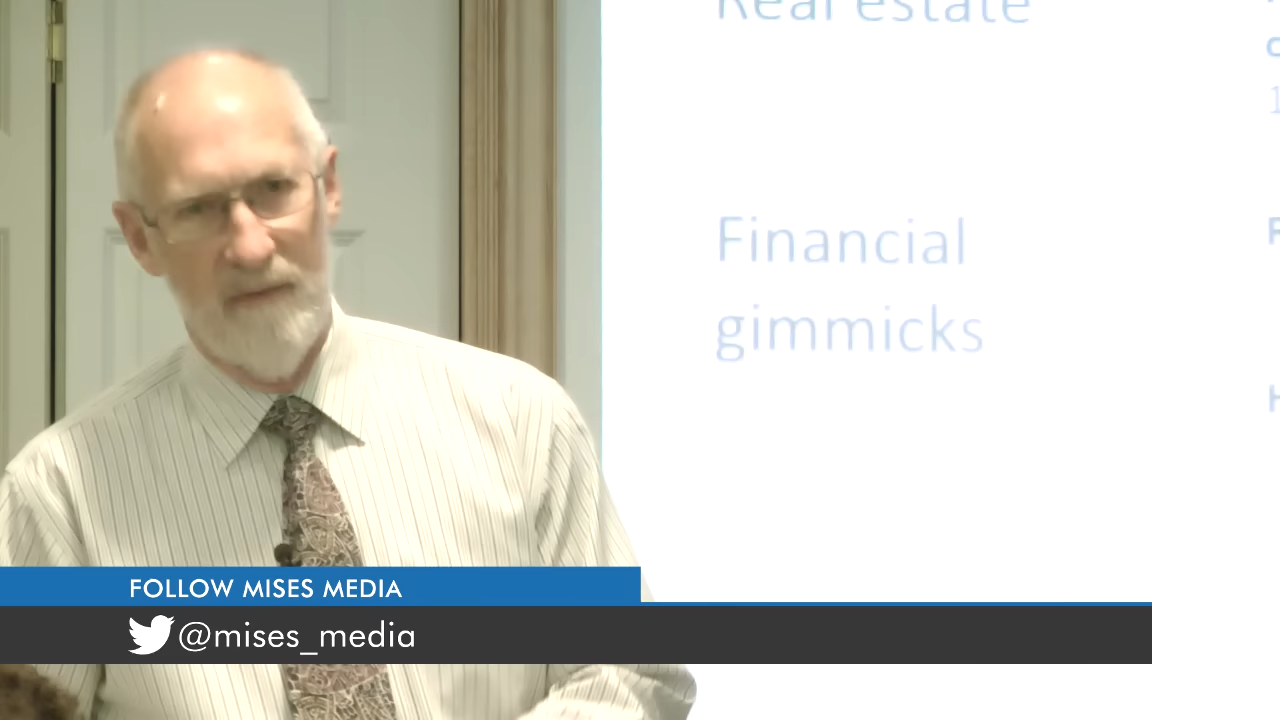 Real estate
Financial
gimmicks
FOLLOW MISES MEDIA
@mises_media